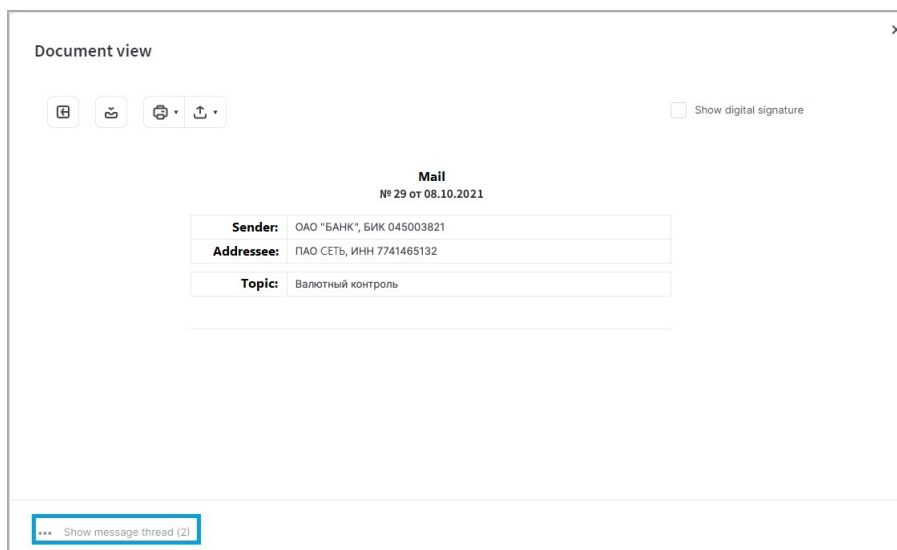 Document view
Show digital signature
Mail
№ 29 от 08.10.2021
Sender: ОАО "БАНК", БИК 045003821
Addressee: ПАО СЕТЬ, ИНН 7741465132
Topic: Валютный контроль
••• Show message thread (2)